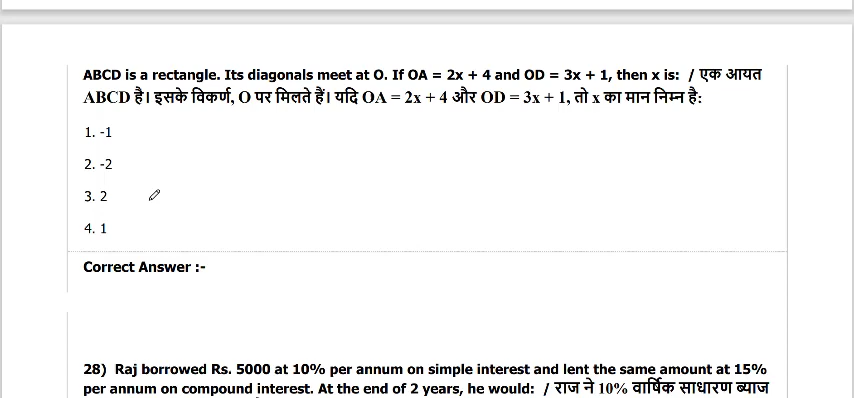 ABCD is a rectangle. Its diagonals meet at O. If OA = 2x + 4 and OD = 3x + 1, then x is: / एक आयत
ABCD है। इसके विकर्ण, O पर मिलते हैं। यदि OA = 2x + 4 और OD = 3x + 1, तो x का मान निम्न है:
1. -1
2. -2
3. 2
4. 1
Correct Answer :-
28) Raj borrowed Rs. 5000 at 10% per annum on simple interest and lent the same amount at 15%
per annum on compound interest. At the end of 2 years, he would: / राज ने 10% वार्षिक साधारण ब्याज